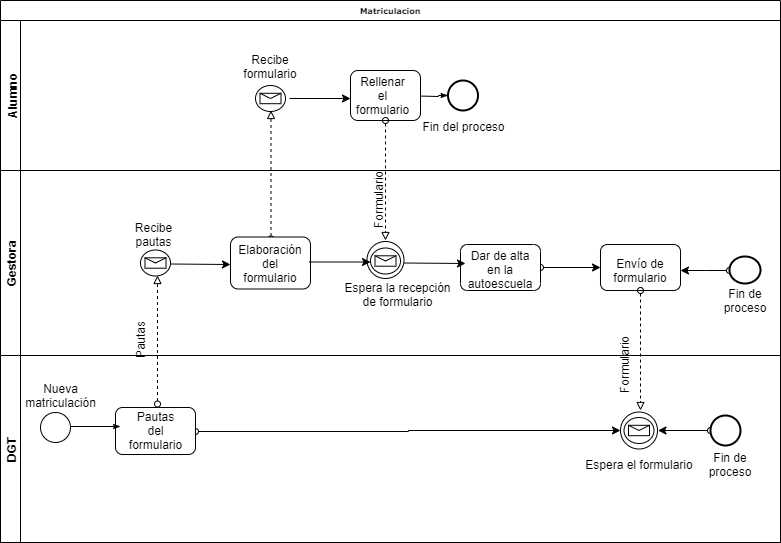 Matriculacion
Alumno
Recibe
formulario
Rellenar
el
formulario
Fin del proceso
Gestora
Recibe
pautas
Elaboración
del
formulario
Formulario
Espera la recepción
de formulario
Dar de alta
en la
autoescuela
Envío de
formulario
Fin de
proceso
Pautas
Formulario
DGT
Nueva
matriculación
Pautas
del
formulario
Espera el formulario
Fin de
proceso